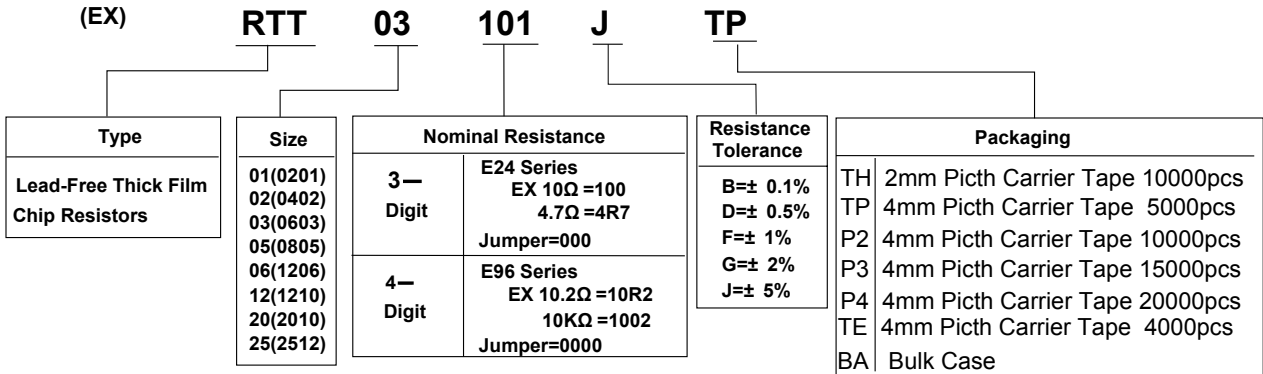 (EX) RTT 03 101 J TP
Type
Lead-Free Thick Film
Chip Resistors
Size
01(0201)
02(0402)
03(0603)
05(0805)
06(1206)
12(1210)
20(2010)
25(2512)
Nominal Resistance
3—
Digit
E24 Series
EX 10Ω =100
4.7Ω =4R7
Jumper=000
4—
Digit
E96 Series
EX 10.2Ω =10R2
10KΩ =1002
Jumper=0000
Resistance
Tolerance
B=± 0.1%
D=± 0.5%
F=± 1%
G=± 2%
J=± 5%
Packaging
TH 2mm Picth Carrier Tape 10000pcs
TP 4mm Picth Carrier Tape 5000pcs
P2 4mm Picth Carrier Tape 10000pcs
P3 4mm Picth Carrier Tape 15000pcs
P4 4mm Picth Carrier Tape 20000pcs
TE 4mm Picth Carrier Tape 4000pcs
BA Bulk Case